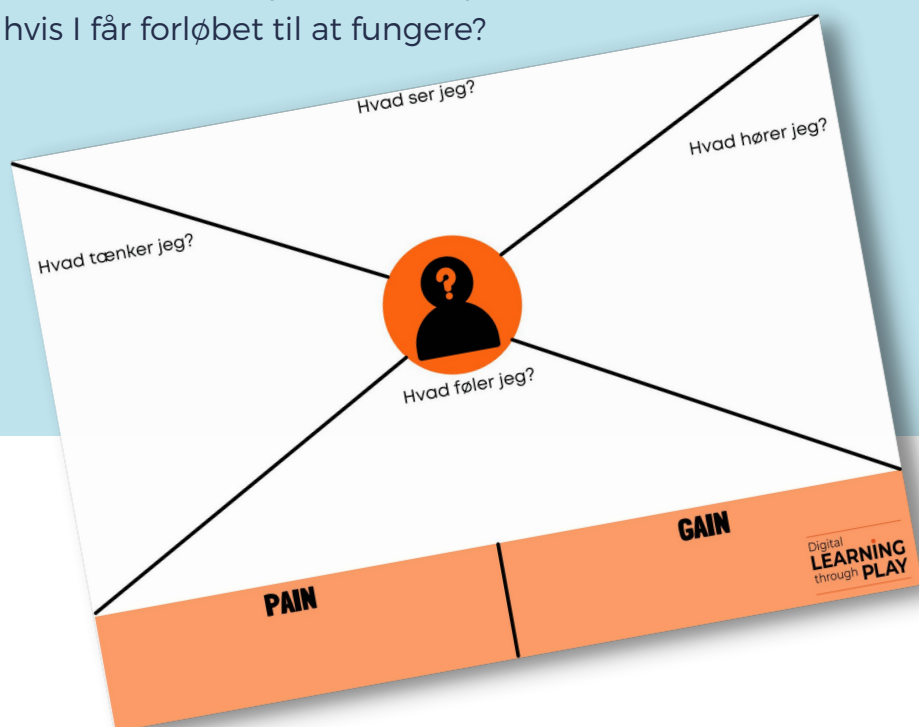 hvis I får forløbet til at fungere?
Hvad ser jeg?
Hvad hører jeg?
Hvad tænker jeg?
?
Hvad føler jeg?
GAIN
PAIN
Digital
LEARNING
through PLAY